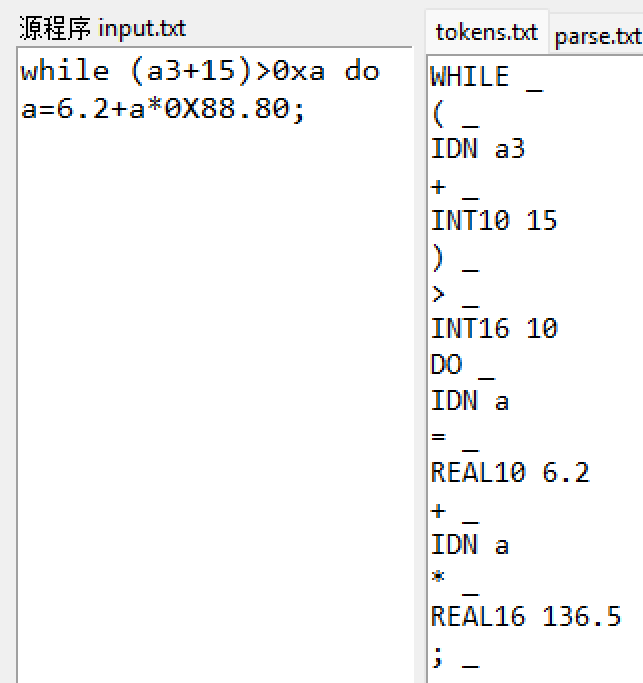 源程序 input.txt
while (a3+15)>0xa do
a=6.2+a*0X88.80;
tokens.txt parse.txt
WHILE _
( _
IDN a3
+ _
INT10 15
) _
> _
INT16 10
DO _
IDN a
= _
REAL10 6.2
+ _
IDN a
* _
REAL16 136.5
; _